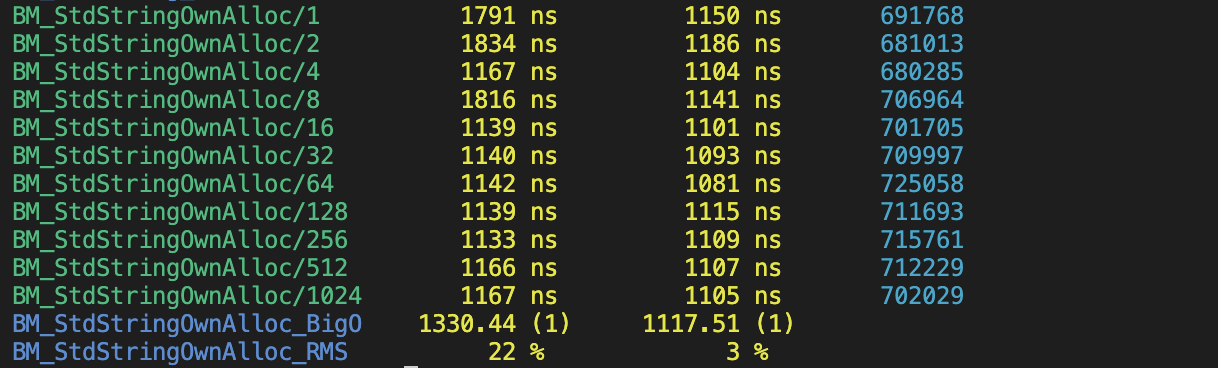 BM_StdStringOwnAlloc/1 1791 ns 1150 ns 691768
BM_StdStringOwnAlloc/2 1834 ns 1186 ns 681013
BM_StdStringOwnAlloc/4 1167 ns 1104 ns 680285
BM_StdStringOwnAlloc/8 1816 ns 1141 ns 706964
BM_StdStringOwnAlloc/16 1139 ns 1101 ns 701705
BM_StdStringOwnAlloc/32 1140 ns 1093 ns 709997
BM_StdStringOwnAlloc/64 1142 ns 1081 ns 725058
BM_StdStringOwnAlloc/128 1139 ns 1115 ns 711693
BM_StdStringOwnAlloc/256 1133 ns 1109 ns 715761
BM_StdStringOwnAlloc/512 1166 ns 1107 ns 712229
BM_StdStringOwnAlloc/1024 1167 ns 1105 ns 702029
BM_StdStringOwnAlloc_BigO 1330.44 (1) 1117.51 (1)
BM_StdStringOwnAlloc_RMS 22 % 3 %